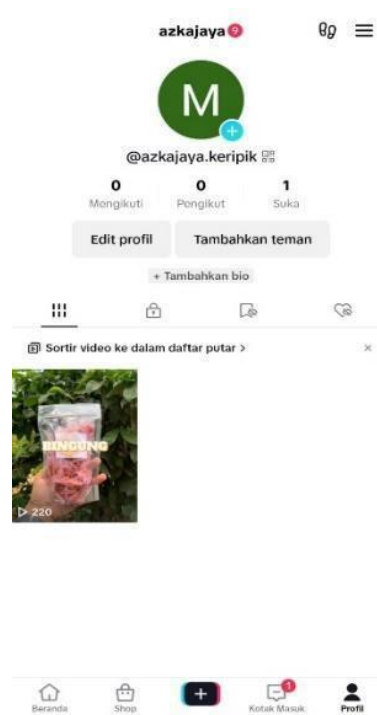 azkajaya 9
M
@azkajaya.keripik
0 0 1
Mengikuti Pengikut Suka
Edit profil Tambahkan teman
+ Tambahkan bio
Sortir video ke dalam daftar putar >
BINGUNG
220
1
Beranda Shop Kotak Masuk Profil